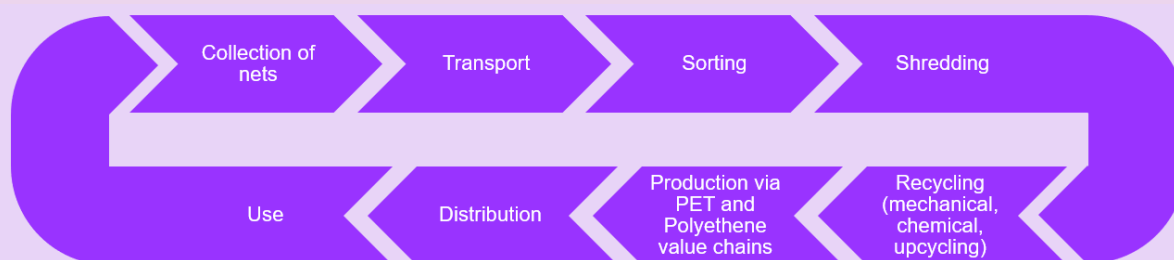 Collection of
nets
Transport
Sorting
Shredding
Recycling
(mechanical,
chemical,
upcycling)
Production via
PET and
Polyethene
value chains
Distribution
Use